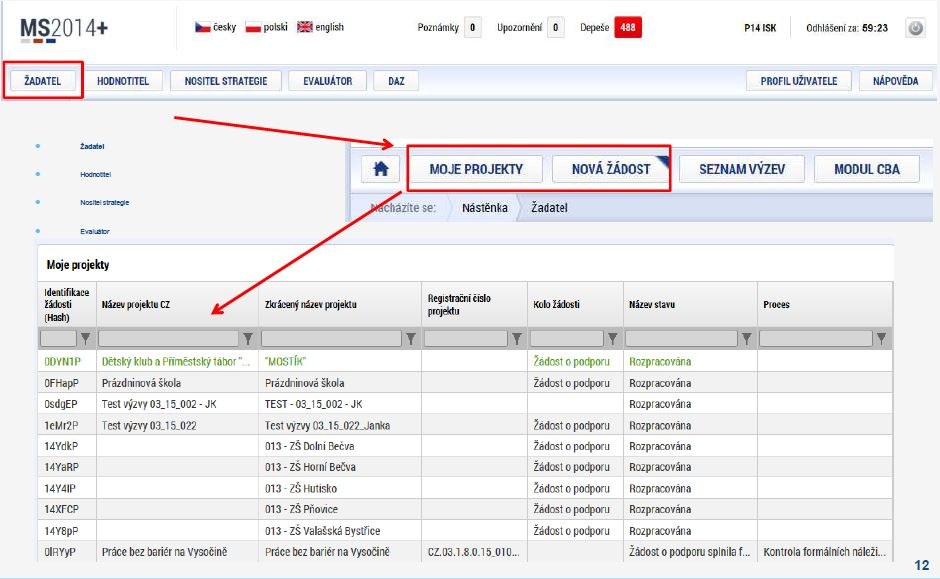 MS2014+ česky polski english Poznámky 0 Upozornění 0 Depeše 488 P14 ISK Odhlášení za: 59:23
ŽADATEL HODNOTITEL NOSITEL STRATEGIE EVALUÁTOR DAZ PROFIL UŽIVATELE NÁPOVĚDA
Žadatel
Hodnotitel
Nositel strategie
Evaluátor
MOJE PROJEKTY NOVÁ ŽÁDOST SEZNAM VÝZEV MODUL CBA
Nacházíte se: Nástěnka Žadatel
Moje projekty
Identifikace
žádosti
(Hash)
Název projektu CZ
Zkrácený název projektu
Registrační číslo
projektu
Kolo žádosti
Název stavu
Proces
0DYN1P Dětský klub a Příměstský tábor "... "MOSTÍK" Žádost o podporu Rozpracována
0FHapP Prázdninová škola Prázdninová škola Žádost o podporu Rozpracována
0sdgEP Test výzvy 03_15_002 - JK TEST - 03_15_002 - JK Rozpracována
1eMr2P Test výzvy 03_15_022 Test výzvy 03_15_022_Janka Žádost o podporu Rozpracována
14YdkP 013 - ZŠ Dolní Bečva Žádost o podporu Rozpracována
14YaRP 013 - ZŠ Horní Bečva Žádost o podporu Rozpracována
14Y4IP 013 - ZŠ Hutisko Žádost o podporu Rozpracována
14XFCP 013 - ZŠ Pňovice Žádost o podporu Rozpracována
14Y8pP 013 - ZŠ Valašská Bystřice Žádost o podporu Rozpracována
0lRYyP Práce bez bariér na Vysočině Práce bez bariér na Vysočině CZ.03.1.8.0.15_010... Žádost o podporu splnila f... Kontrola formálních náleži...
12